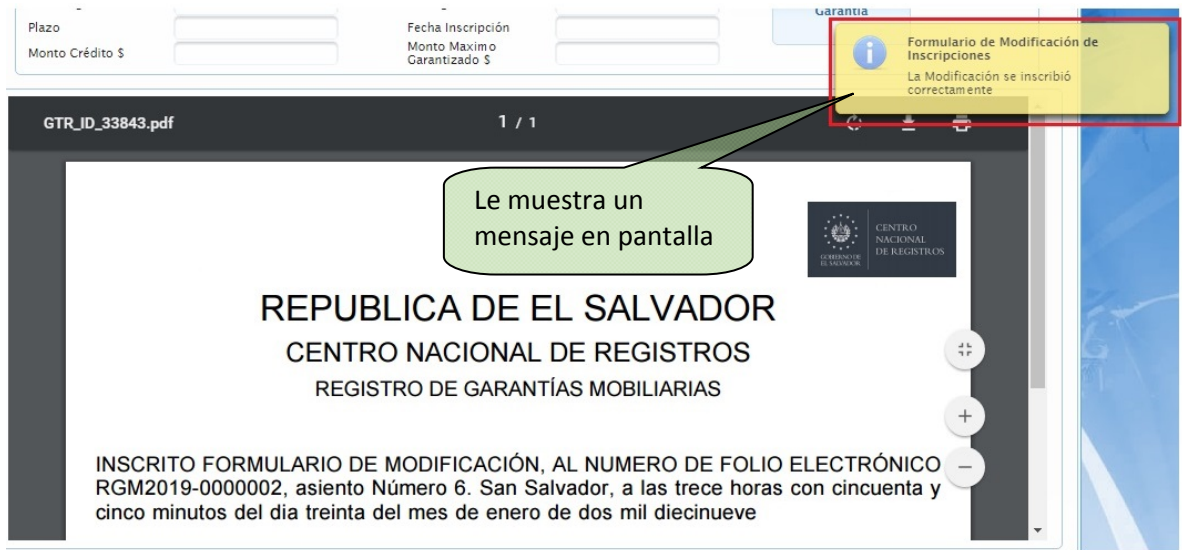 Garantía
Plazo
Fecha Inscripción
Monto Crédito $
Monto Maximo
Garantizado $
Formulario de Modificación de
Inscripciones
La Modificación se inscribió
correctamente
GTR_ID_33843.pdf
1 / 1
Le muestra un
mensaje en pantalla
GOBIERNO DE
EL SALVADOR
CENTRO
NACIONAL
DE REGISTROS
REPUBLICA DE EL SALVADOR
CENTRO NACIONAL DE REGISTROS
REGISTRO DE GARANTÍAS MOBILIARIAS
INSCRITO FORMULARIO DE MODIFICACIÓN, AL NUMERO DE FOLIO ELECTRÓNICO
RGM2019-0000002, asiento Número 6. San Salvador, a las trece horas con cincuenta y
cinco minutos del dia treinta del mes de enero de dos mil diecinueve